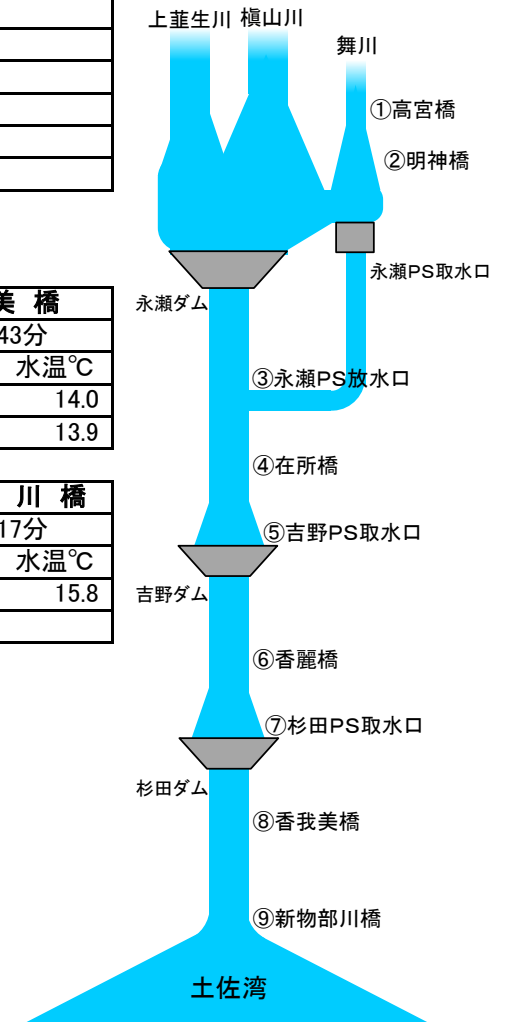 上韮生川 槇山川
舞川
①高宮橋
②明神橋
永瀬PS取水口
永瀬ダム
③永瀬PS放水口
④在所橋
⑤吉野PS取水口
吉野ダム
⑥香麗橋
⑦杉田PS取水口
杉田ダム
⑧香我美橋
⑨新物部川橋
土佐湾
美 橋
43分
水温℃
14.0
13.9
川 橋
17分
水温℃
15.8